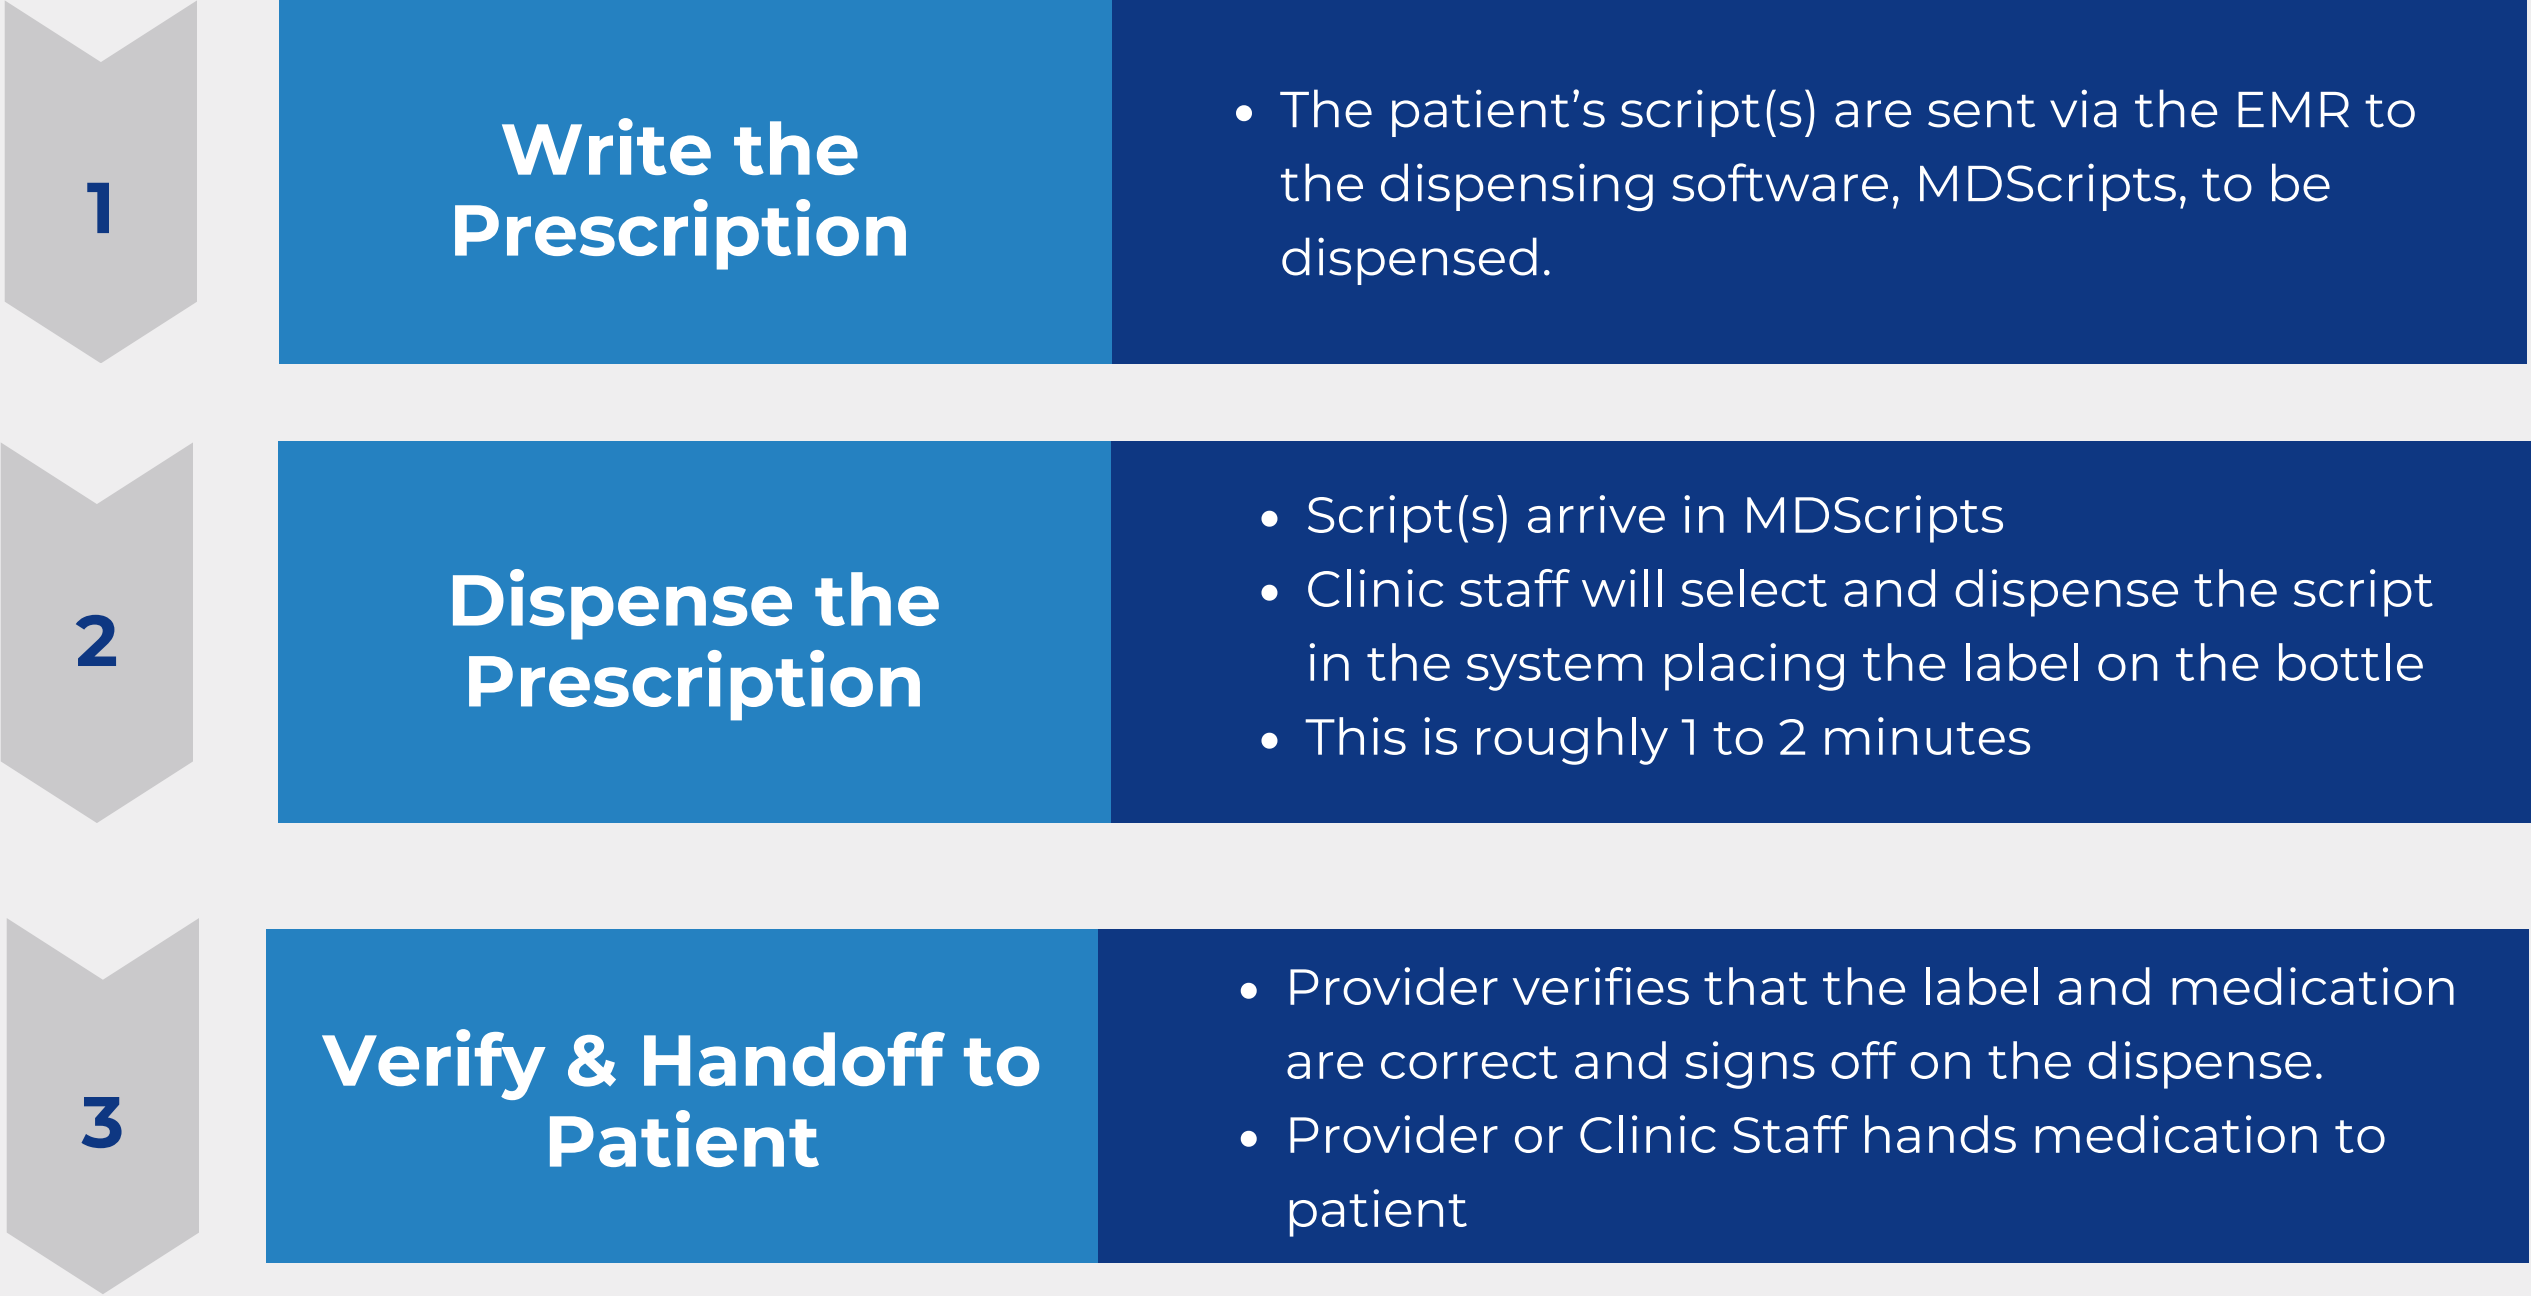 1
Write the
Prescription
• The patient’s script(s) are sent via the EMR to
the dispensing software, MDScripts, to be
dispensed.
2
Dispense the
Prescription
• Script(s) arrive in MDScripts
• Clinic staff will select and dispense the script
in the system placing the label on the bottle
• This is roughly 1 to 2 minutes
3
Verify & Handoff to
Patient
• Provider verifies that the label and medication
are correct and signs off on the dispense.
• Provider or Clinic Staff hands medication to
patient